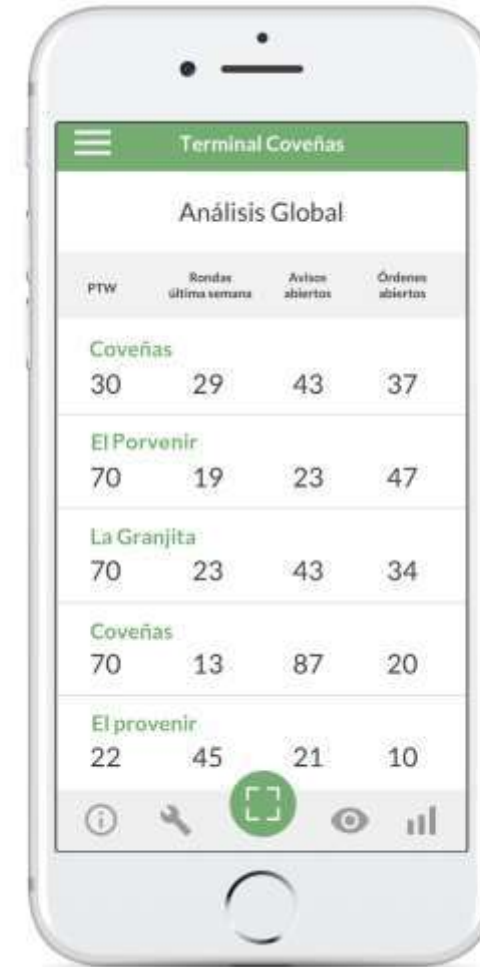 Terminal Coveñas
Análisis Global
PTW Rondas última semana Avisos abiertos Órdenes abiertos
Coveñas
30 29 43 37
El Porvenir
70 19 23 47
La Granjita
70 23 43 34
Coveñas
70 13 87 20
El provenir
22 45 21 10